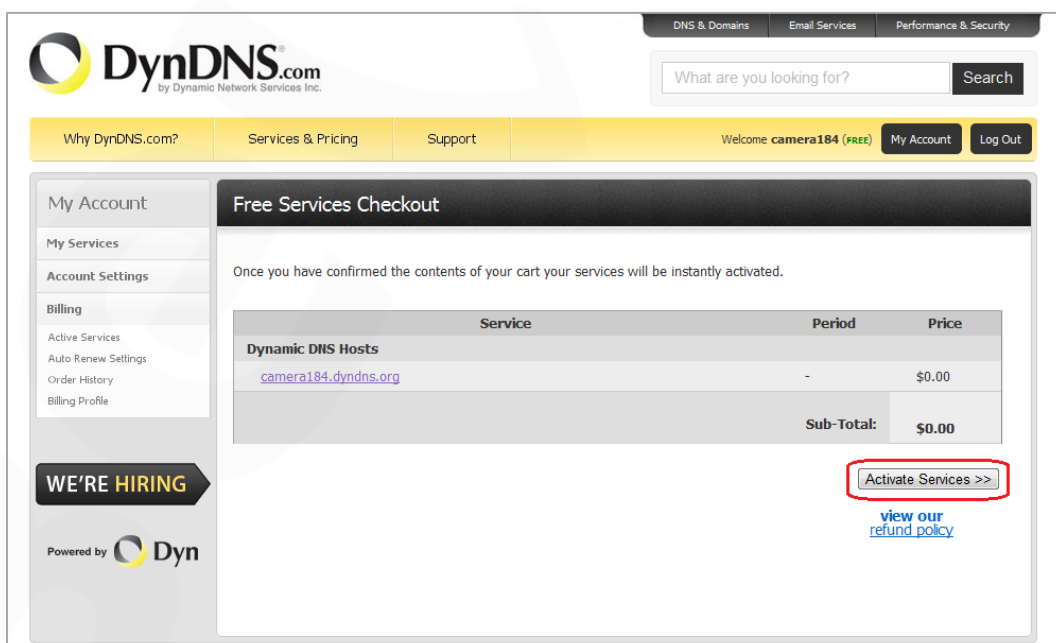 DNS & Domains Email Services Performance & Security
DynDNS®.com
by Dynamic Network Services Inc.
What are you looking for? Search
Why DynDNS.com? Services & Pricing Support Welcome camera184 (FREE) My Account Log Out
My Account
My Services
Account Settings
Billing
Active Services
Auto Renew Settings
Order History
Billing Profile
WE'RE HIRING
Powered by Dyn
Free Services Checkout
Once you have confirmed the contents of your cart your services will be instantly activated.
Service Period Price
Dynamic DNS Hosts
camera184.dyndns.org - $0.00
Sub-Total: $0.00
Activate Services >>
view our
refund policy